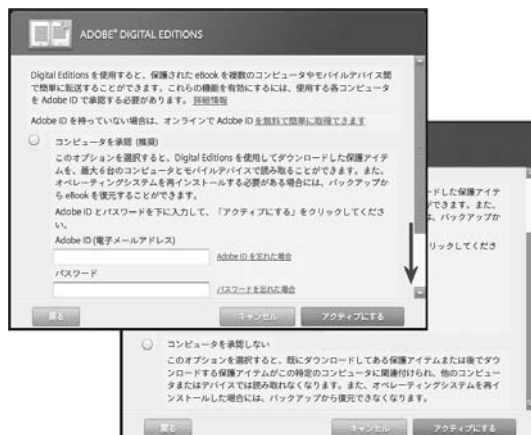 ADOBE® DIGITAL EDITIONS
Digital Editions を使用すると、保護された eBook を複数のコンピュータやモバイルデバイス間
で簡単に転送することができます。これらの機能を有効にするには、使用する各コンピュータ
を Adobe ID で承認する必要があります。 詳細情報
Adobe ID を持っていない場合は、オンラインで Adobe ID を無料で簡単に取得できます
コンピュータを承認 (推奨)
このオプションを選択すると、Digital Editions を使用してダウンロードした保護アイテ
ムを、最大 6 台のコンピュータとモバイルデバイスで読み取ることができます。また、
オペレーティングシステムを再インストールする必要がある場合には、バックアップか
ら eBook を復元することができます。
Adobe ID とパスワードを下に入力して、「アクティブにする」をクリックしてくださ
い。
Adobe ID (電子メールアドレス)
Adobe ID を忘れた場合
パスワード
パスワードを忘れた場合
戻る キャンセル アクティブにする
ドした保護アイテ
ができます。また、
は、バックアップか
リックしてくださ
コンピュータを承認しない
このオプションを選択すると、既にダウンロードしてある保護アイテムまたは後でダウ
ンロードする保護アイテムがこの特定のコンピュータに関連付けられ、他のコンピュー
タまたはデバイスでは読み取れなくなります。また、オペレーティングシステムを再イ
ンストールした場合には、バックアップから復元できなくなります。
戻る キャンセル アクティブにする